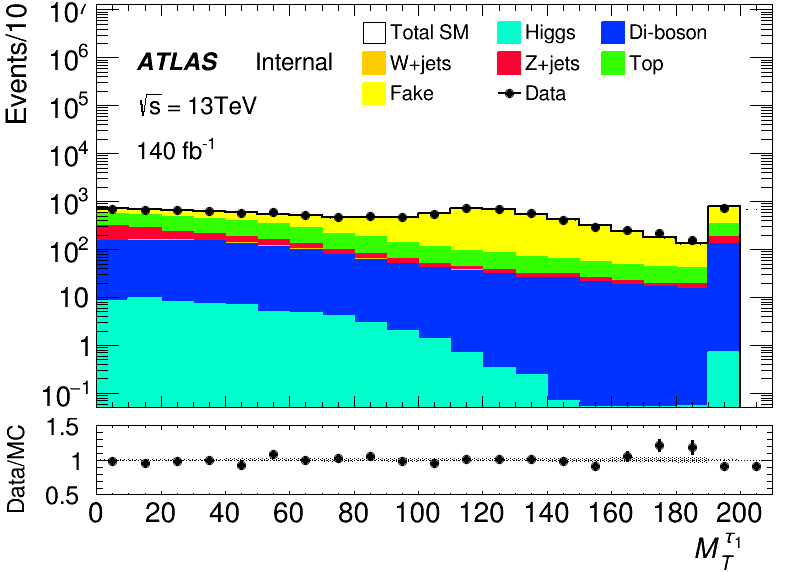 Events/10
10⁷
10⁶
10⁵
10⁴
10³
10²
10
1
10⁻¹
ATLAS Internal
√s = 13TeV
140 fb⁻¹
Total SM Higgs Di-boson
W+jets Z+jets Top
Fake Data
Data/MC
1.5
1
0.5
0 20 40 60 80 100 120 140 160 180 200
M_T^τ₁